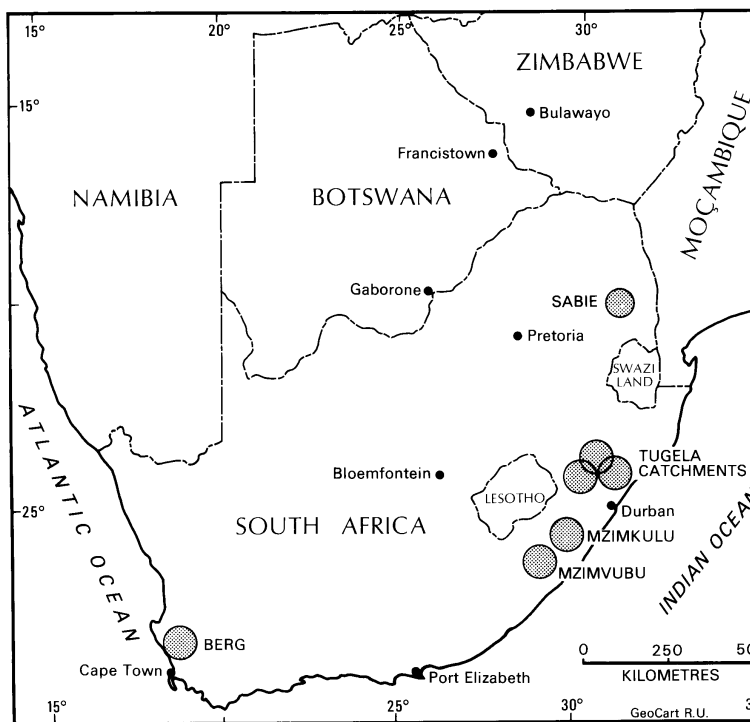 15° 20° 25° 30°
ZIMBABWE
15°
Bulawayo
Francistown
MOÇAMBIQUE
NAMIBIA
BOTSWANA
Gaborone
SABIE
Pretoria
SWAZI
LAND
ATLANTIC OCEAN
TUGELA
CATCHMENTS
Bloemfontein
LESOTHO
25°
Durban
SOUTH AFRICA
MZIMKULU
MZIMVUBU
INDIAN OCEAN
BERG
0 250 50
Cape Town
Port Elizabeth
KILOMETRES
15° 20° 25° 30°
GeoCart R.U.